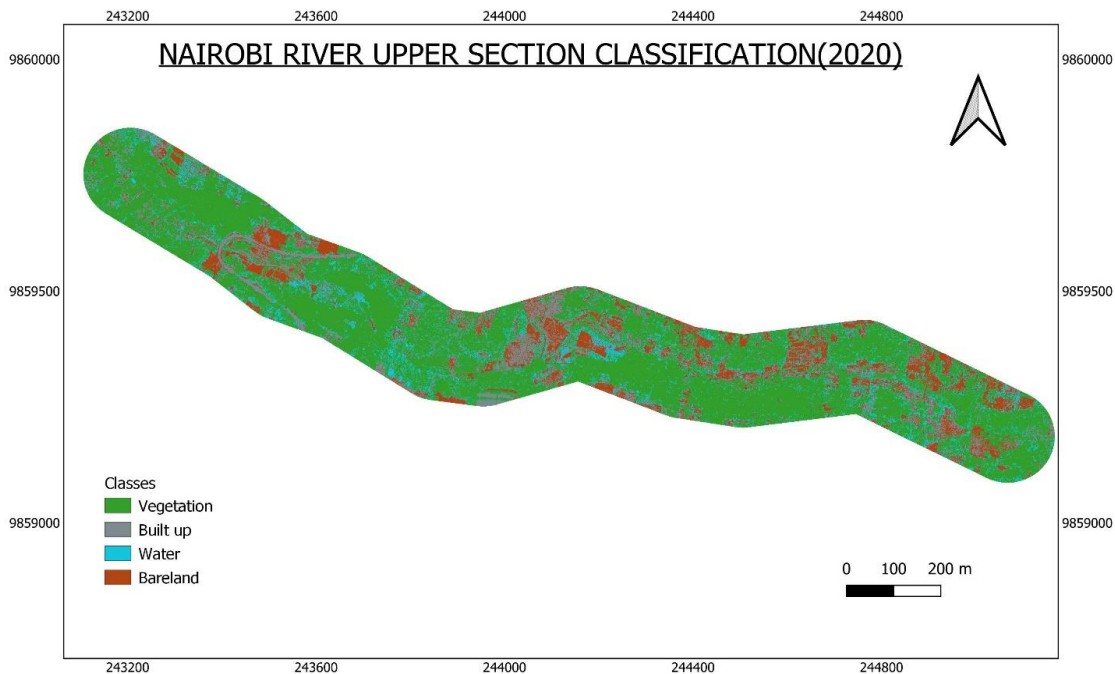 243200 243600 244000 244400 244800
NAIROBI RIVER UPPER SECTION CLASSIFICATION(2020)
9860000 9860000
9859500 9859500
Classes
Vegetation
9859000 Built up 9859000
Water
Bareland
0 100 200 m
243200 243600 244000 244400 244800